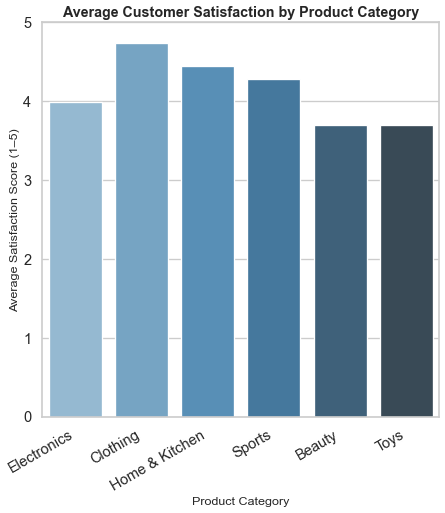 Average Customer Satisfaction by Product Category
Average Satisfaction Score (1–5)
5
4
3
2
1
0
Electronics
Clothing
Home & Kitchen
Sports
Beauty
Toys
Product Category